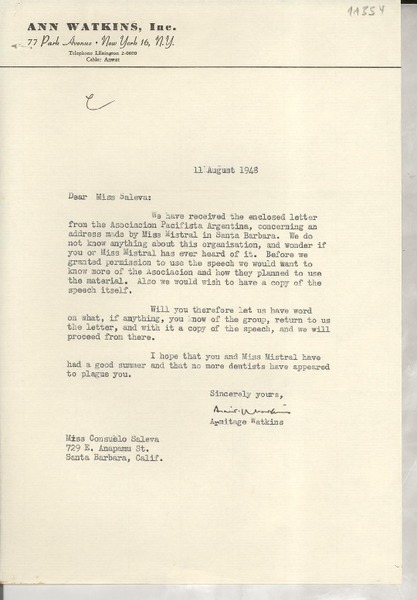 11354
ANN WATKINS, Inc.
77 Park Avenue • New York 16, N.Y.
Cable: Anwat
11 August 1948
Dear Miss Saleva:
We have received the enclosed letter
from the Asociacion Pacifista Argentina, concerning an
address made by Miss Mistral in Santa Barbara. We do
not know anything about this organisation, and wonder if
you or Miss Mistral has ever heard of it. Before we
granted permission to use the speech we would want to
know more of the Asociacion and how they planned to use
the material. Also we would wish to have a copy of the
speech itself.
Will you therefore let us have word
on what, if anything, you know of the group, return to us
the letter, and with it a copy of the speech, and we will
proceed from there.
I hope that you and Miss Mistral have
had a good summer and that no more dentists have appeared
to plague you.
Sincerely yours,
Armitage Watkins
Miss Consuelo Saleva
729 E. Anapamu St.
Santa Barbara, Calif.